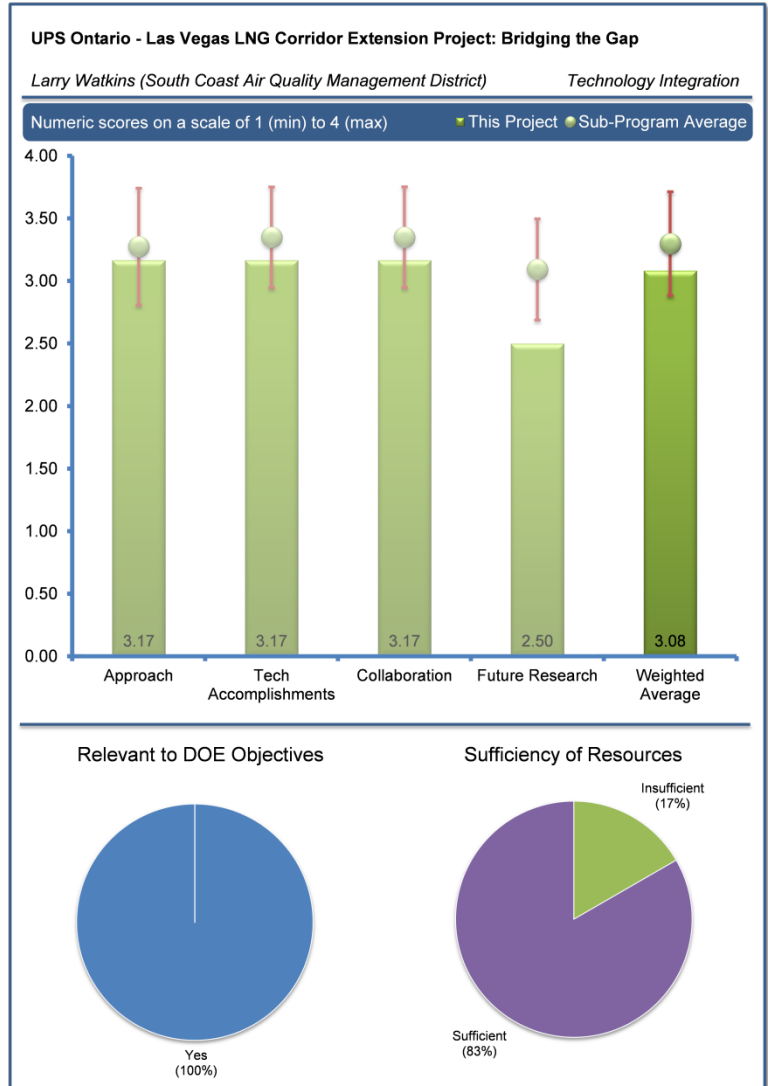 UPS Ontario - Las Vegas LNG Corridor Extension Project: Bridging the Gap
Larry Watkins (South Coast Air Quality Management District) Technology Integration
Numeric scores on a scale of 1 (min) to 4 (max) This Project Sub-Program Average
4.00
3.50
3.00
2.50
2.00
1.50
1.00
0.50
0.00
3.17 3.17 3.17 2.50 3.08
Approach Tech Accomplishments Collaboration Future Research Weighted Average
Relevant to DOE Objectives
Yes
(100%)
Sufficiency of Resources
Insufficient
(17%)
Sufficient
(83%)